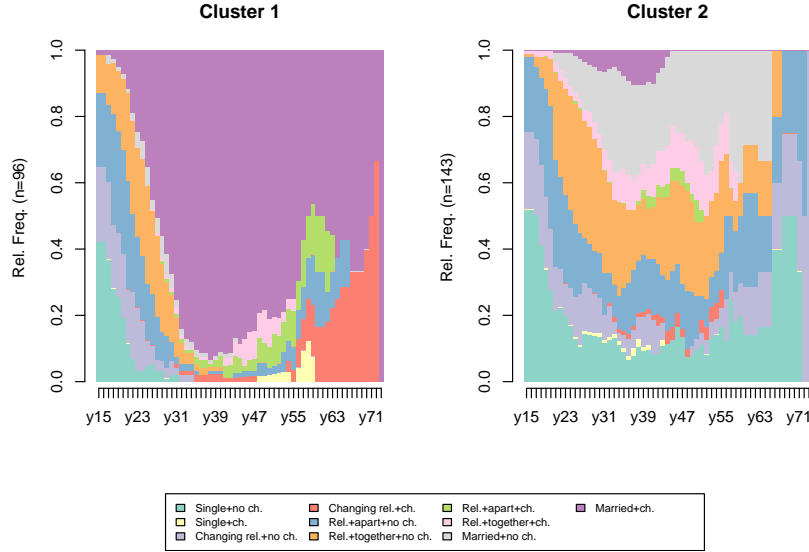 Cluster 1
Cluster 2
Rel. Freq. (n=96)
0.0 0.2 0.4 0.6 0.8 1.0
y15 y23 y31 y39 y47 y55 y63 y71
Rel. Freq. (n=143)
0.0 0.2 0.4 0.6 0.8 1.0
y15 y23 y31 y39 y47 y55 y63 y71
Single+no ch.
Single+ch.
Changing rel.+no ch.
Changing rel.+ch.
Rel.+apart+no ch.
Rel.+together+no ch.
Rel.+apart+ch.
Rel.+together+ch.
Married+no ch.
Married+ch.